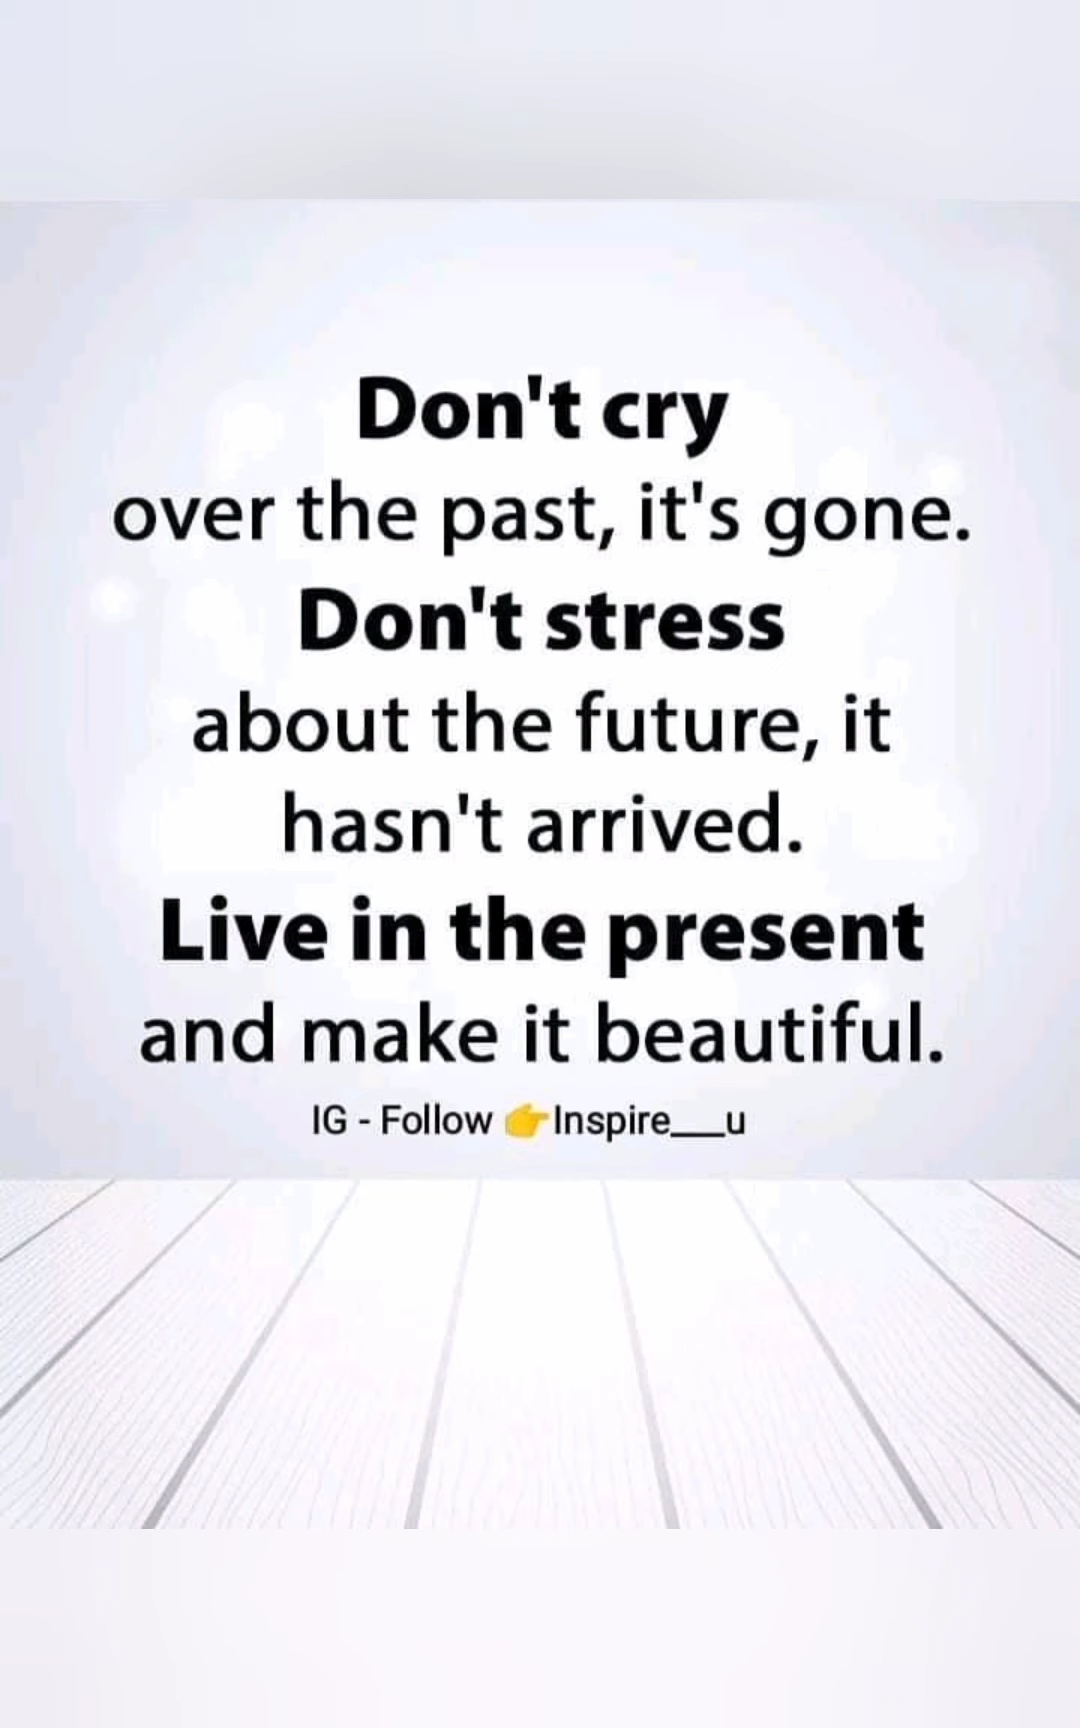 Don't cry
over the past, it's gone.
Don't stress
about the future, it
hasn't arrived.
Live in the present
and make it beautiful.
IG - Follow 👉Inspire___u